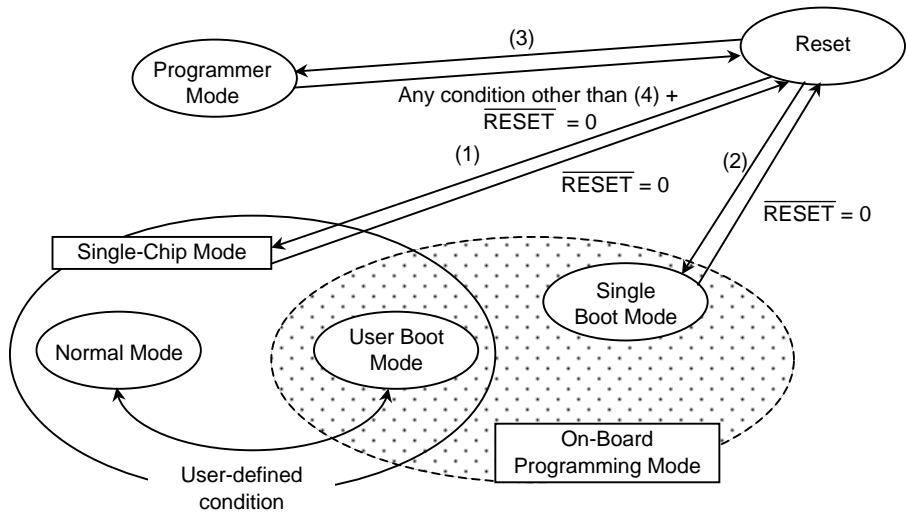 (3)
Reset
Programmer
Mode
Any condition other than (4) +
RESET = 0
(1)
(2)
RESET = 0
RESET = 0
Single-Chip Mode
Single
Boot Mode
Normal Mode
User Boot
Mode
On-Board
Programming Mode
User-defined
condition